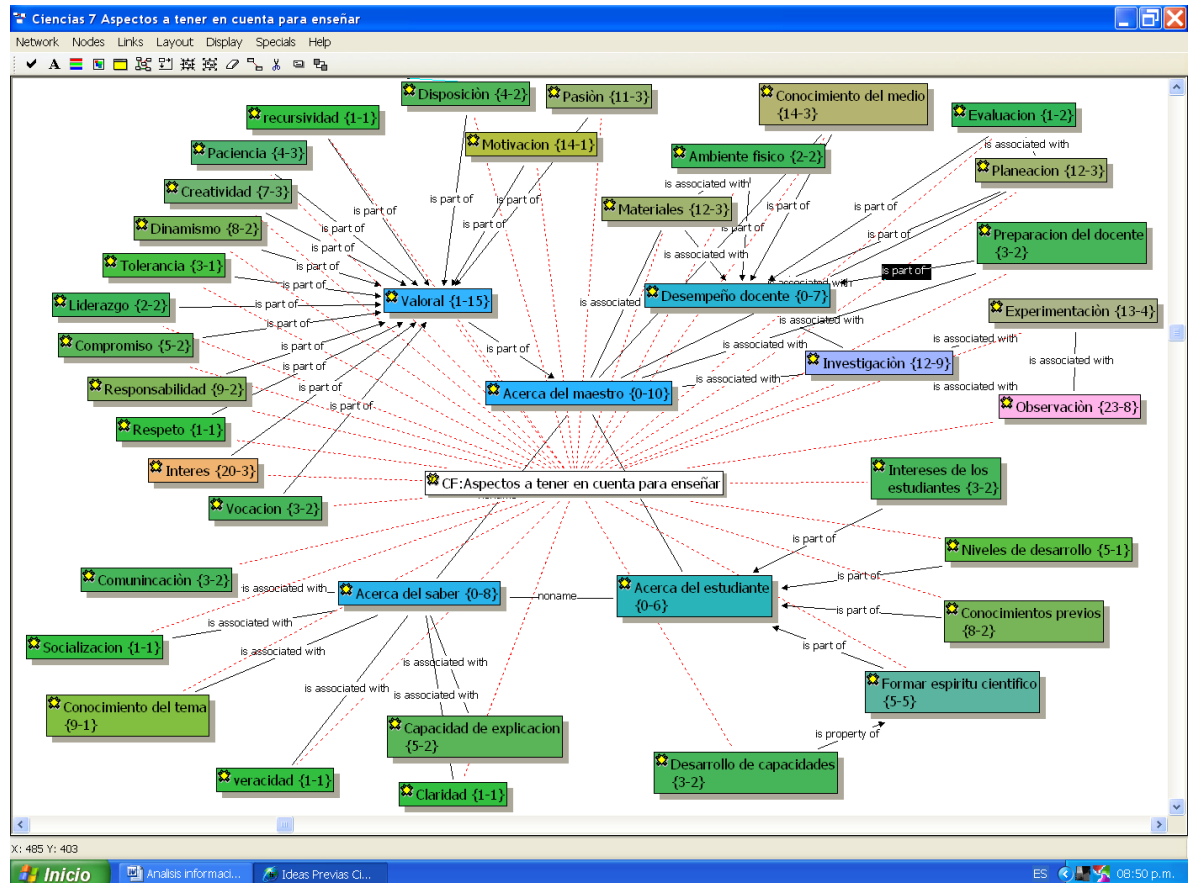 Ciencias 7 Aspectos a tener en cuenta para enseñar
Network Nodes Links Layout Display Specials Help
Disposiciòn {4-2}
Pasiòn {11-3}
Conocimiento del medio
{14-3}
recursividad {1-1}
Evaluacion {1-2}
Motivacion {14-1}
is associated with
Paciencia {4-3}
Ambiente fisico {2-2}
Planeacion {12-3}
is associated with
Creatividad {7-3}
is part of
Materiales {12-3}
is part of
is part of
is part of
Dinamismo {8-2}
is part of
is part of
Preparacion del docente
{3-2}
is part of
is associated with
Tolerancia {3-1}
is part of
is part of
is associated with
Liderazgo {2-2}
is part of
Valoral {1-15}
is associated
Desempeño docente {0-7}
Experimentaciòn {13-4}
is part of
is associated with
Compromiso {5-2}
is part of
is part of
Investigaciòn {12-9}
is associated with
is associated with
is associated with
Responsabilidad {9-2}
is part of
Acerca del maestro {0-10}
is associated with
Observaciòn {23-8}
is part of
Respeto {1-1}
Interes {20-3}
CF:Aspectos a tener en cuenta para enseñar
noname
Intereses de los
estudiantes {3-2}
Vocacion {3-2}
is part of
Niveles de desarrollo {5-1}
Comunincaciòn {3-2}
is associated with
Acerca del saber {0-8}
noname
Acerca del estudiante
{0-6}
is part of
is part of
Conocimientos previos
{8-2}
is associated with
Socializacion {1-1}
is associated with
is associated with
is part of
Formar espiritu cientifico
{5-5}
is associated with
is associated with
Conocimiento del tema
{9-1}
Capacidad de explicacion
{5-2}
is property of
Desarrollo de capacidades
{3-2}
veracidad {1-1}
Claridad {1-1}
X: 485 Y: 403
Inicio
Analisis informaci...
Ideas Previas Ci...
ES
08:50 p.m.